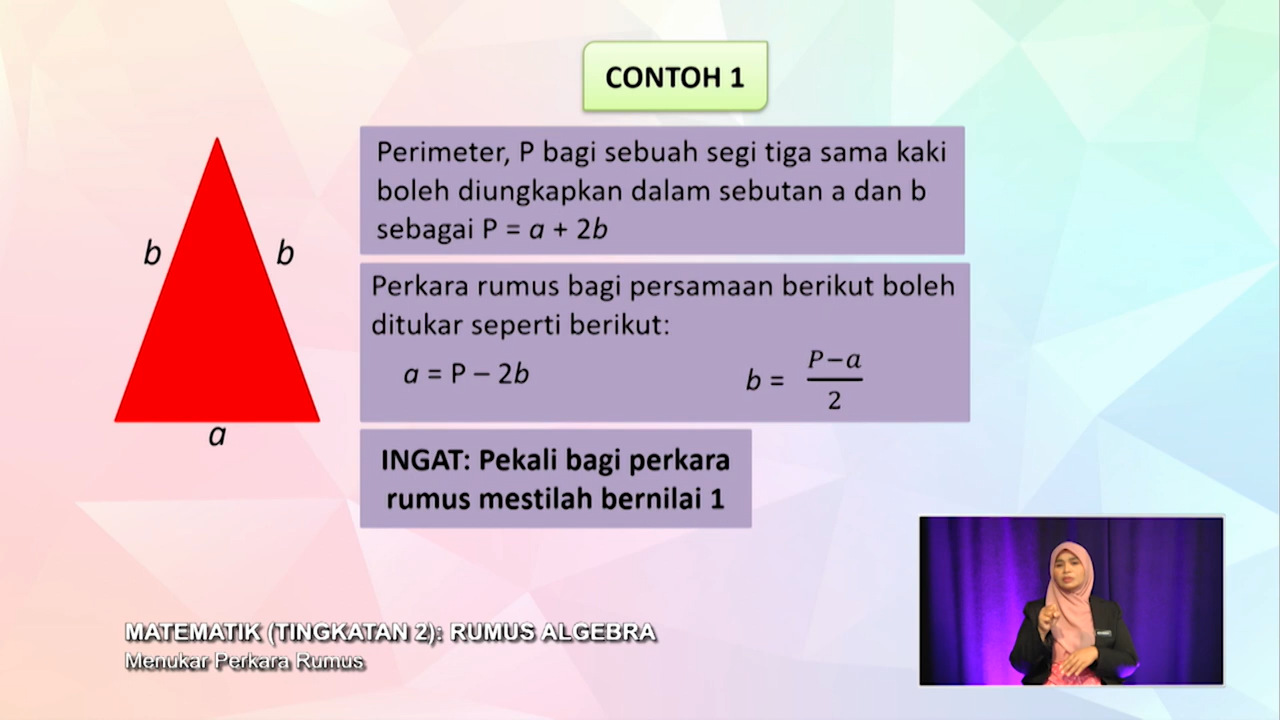 CONTOH 1
Perimeter, P bagi sebuah segi tiga sama kaki
boleh diungkapkan dalam sebutan a dan b
sebagai P = a + 2b
b
b
a
Perkara rumus bagi persamaan berikut boleh
ditukar seperti berikut:
a = P – 2b
b = P−a / 2
INGAT: Pekali bagi perkara
rumus mestilah bernilai 1
MATEMATIK (TINGKATAN 2): RUMUS ALGEBRA
Menukar Perkara Rumus